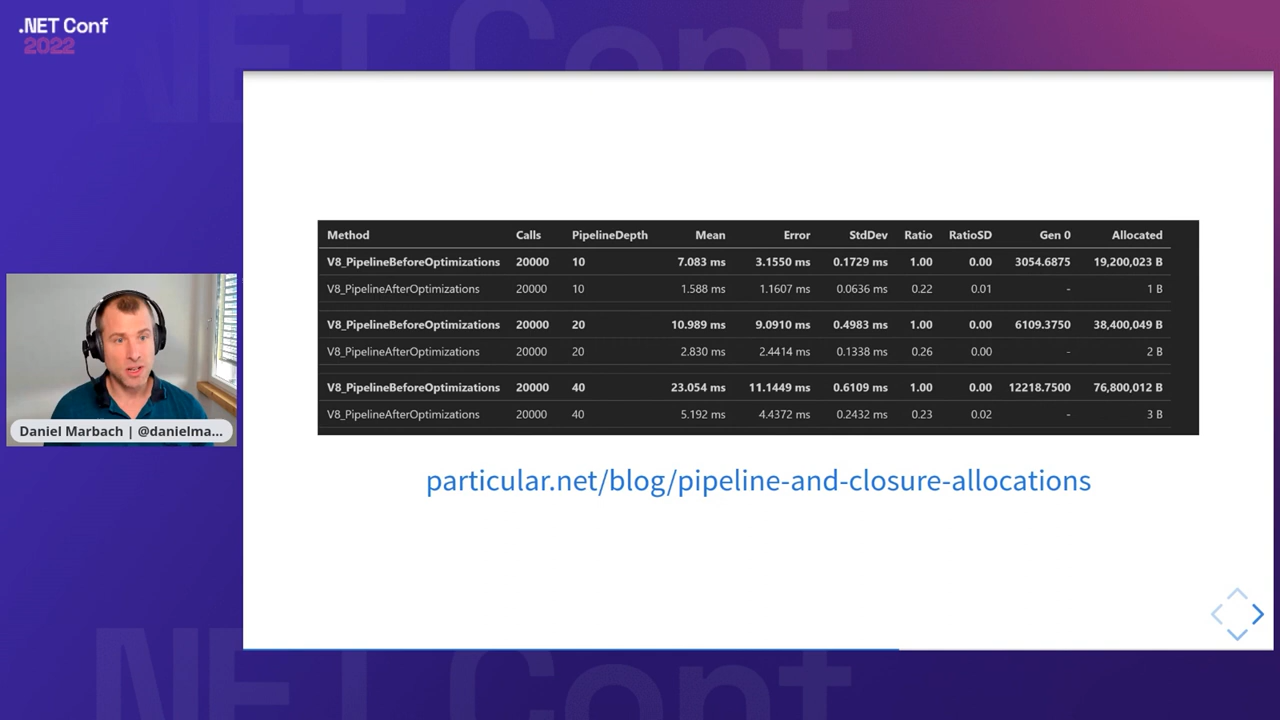 .NET Conf
2022
Method Calls PipelineDepth Mean Error StdDev Ratio RatioSD Gen 0 Allocated
V8_PipelineBeforeOptimizations 20000 10 7.083 ms 3.1550 ms 0.1729 ms 1.00 0.00 3054.6875 19,200,023 B
V8_PipelineAfterOptimizations 20000 10 1.588 ms 1.1607 ms 0.0636 ms 0.22 0.01 - 1 B
V8_PipelineBeforeOptimizations 20000 20 10.989 ms 9.0910 ms 0.4983 ms 1.00 0.00 6109.3750 38,400,049 B
V8_PipelineAfterOptimizations 20000 20 2.830 ms 2.4414 ms 0.1338 ms 0.26 0.00 - 2 B
V8_PipelineBeforeOptimizations 20000 40 23.054 ms 11.1449 ms 0.6109 ms 1.00 0.00 12218.7500 76,800,012 B
V8_PipelineAfterOptimizations 20000 40 5.192 ms 4.4372 ms 0.2432 ms 0.23 0.02 - 3 B
Daniel Marbach | @danielma...
particular.net/blog/pipeline-and-closure-allocations
.NET Conf
NET Conf